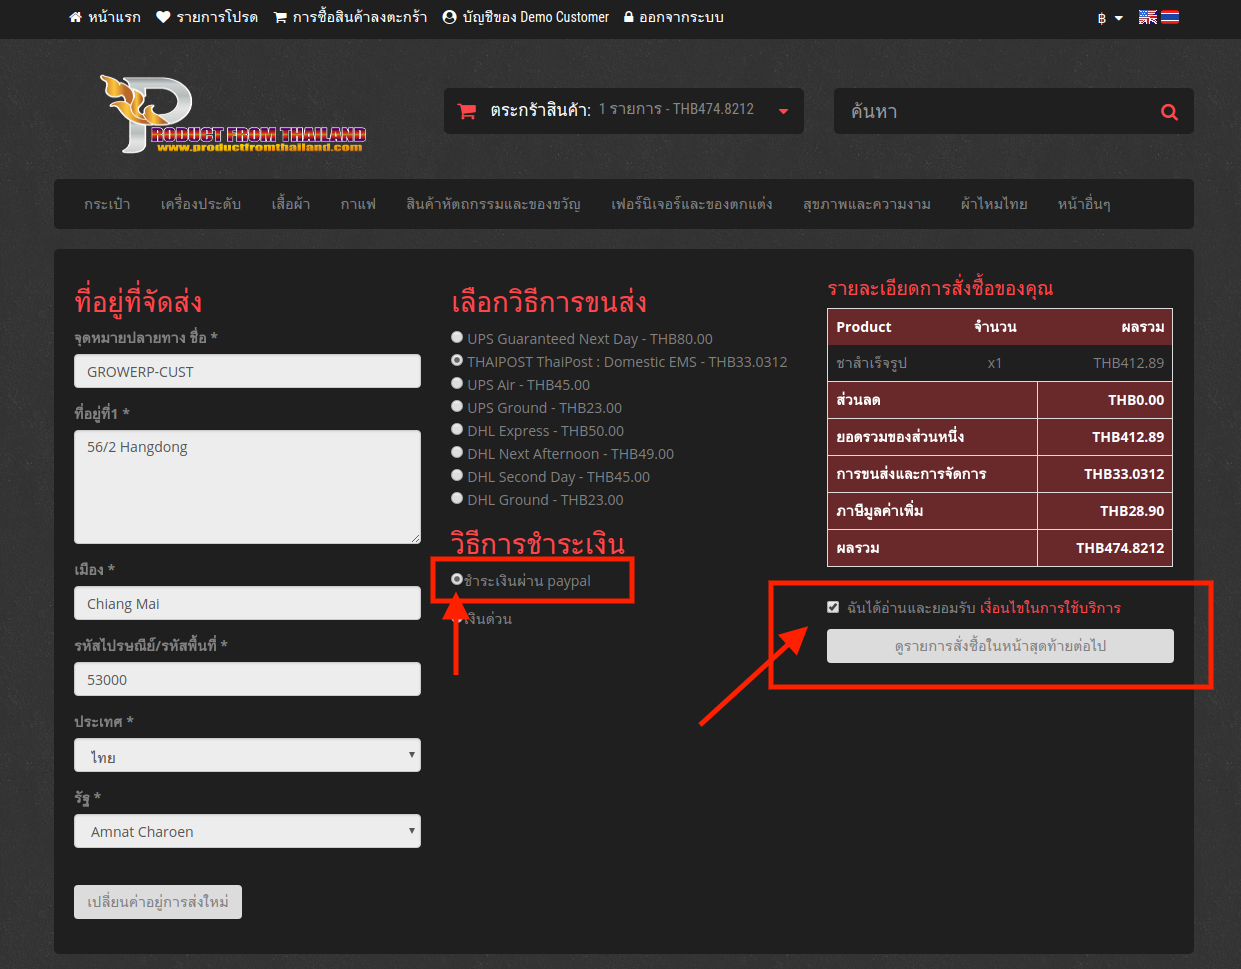 หน้าแรก รายการโปรด การซื้อสินค้าลงตะกร้า บัญชีของ Demo Customer ออกจากระบบ ฿
PRODUCT FROM THAILAND
www.productfromthailand.com
ตระกร้าสินค้า: 1 รายการ - THB474.8212
ค้นหา
กระเป๋า เครื่องประดับ เสื้อผ้า กาแฟ สินค้าหัตถกรรมและของขวัญ เฟอร์นิเจอร์และของตกแต่ง สุขภาพและความงาม ผ้าไหมไทย หน้าอื่นๆ
ที่อยู่ที่จัดส่ง
จุดหมายปลายทาง ชื่อ *
GROWERP-CUST
ที่อยู่ที่1 *
56/2 Hangdong
เมือง *
Chiang Mai
รหัสไปรษณีย์/รหัสพื้นที่ *
53000
ประเทศ *
ไทย
รัฐ *
Amnat Charoen
เปลี่ยนค่าอยู่การส่งใหม่
เลือกวิธีการขนส่ง
UPS Guaranteed Next Day - THB80.00
THAIPOST ThaiPost : Domestic EMS - THB33.0312
UPS Air - THB45.00
UPS Ground - THB23.00
DHL Express - THB50.00
DHL Next Afternoon - THB49.00
DHL Second Day - THB45.00
DHL Ground - THB23.00
วิธีการชำระเงิน
ชำระเงินผ่าน paypal
เงินด่วน
รายละเอียดการสั่งซื้อของคุณ
Product จำนวน ผลรวม
ชาสำเร็จรูป x1 THB412.89
ส่วนลด THB0.00
ยอดรวมของส่วนหนึ่ง THB412.89
การขนส่งและการจัดการ THB33.0312
ภาษีมูลค่าเพิ่ม THB28.90
ผลรวม THB474.8212
ฉันได้อ่านและยอมรับ เงื่อนไขในการใช้บริการ
ดูรายการสั่งซื้อในหน้าสุดท้ายต่อไป